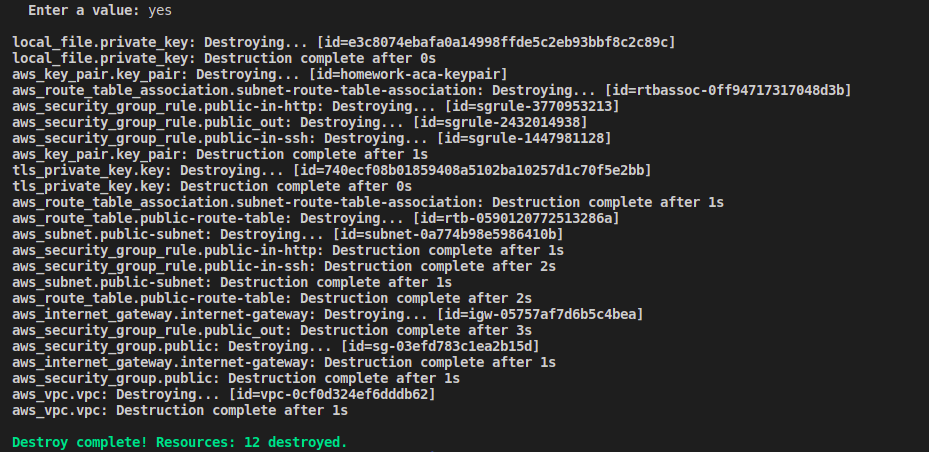 Enter a value: yes
local_file.private_key: Destroying... [id=e3c8074ebafa0a14998ffde5c2eb93bbf8c2c89c]
local_file.private_key: Destruction complete after 0s
aws_key_pair.key_pair: Destroying... [id=homework-aca-keypair]
aws_route_table_association.subnet-route-table-association: Destroying... [id=rtbassoc-0ff94717317048d3b]
aws_security_group_rule.public-in-http: Destroying... [id=sgrule-3770953213]
aws_security_group_rule.public_out: Destroying... [id=sgrule-2432014938]
aws_security_group_rule.public-in-ssh: Destroying... [id=sgrule-1447981128]
aws_key_pair.key_pair: Destruction complete after 1s
tls_private_key.key: Destroying... [id=740ecf08b01859408a5102ba10257d1c70f5e2bb]
tls_private_key.key: Destruction complete after 0s
aws_route_table_association.subnet-route-table-association: Destruction complete after 1s
aws_route_table.public-route-table: Destroying... [id=rtb-0590120772513286a]
aws_subnet.public-subnet: Destroying... [id=subnet-0a774b98e5986410b]
aws_security_group_rule.public-in-http: Destruction complete after 1s
aws_security_group_rule.public-in-ssh: Destruction complete after 2s
aws_subnet.public-subnet: Destruction complete after 1s
aws_route_table.public-route-table: Destruction complete after 2s
aws_internet_gateway.internet-gateway: Destroying... [id=igw-05757af7d6b5c4bea]
aws_security_group_rule.public_out: Destruction complete after 3s
aws_security_group.public: Destroying... [id=sg-03efd783c1ea2b15d]
aws_internet_gateway.internet-gateway: Destruction complete after 1s
aws_security_group.public: Destruction complete after 1s
aws_vpc.vpc: Destroying... [id=vpc-0cf0d324ef6dddb62]
aws_vpc.vpc: Destruction complete after 1s
Destroy complete! Resources: 12 destroyed.